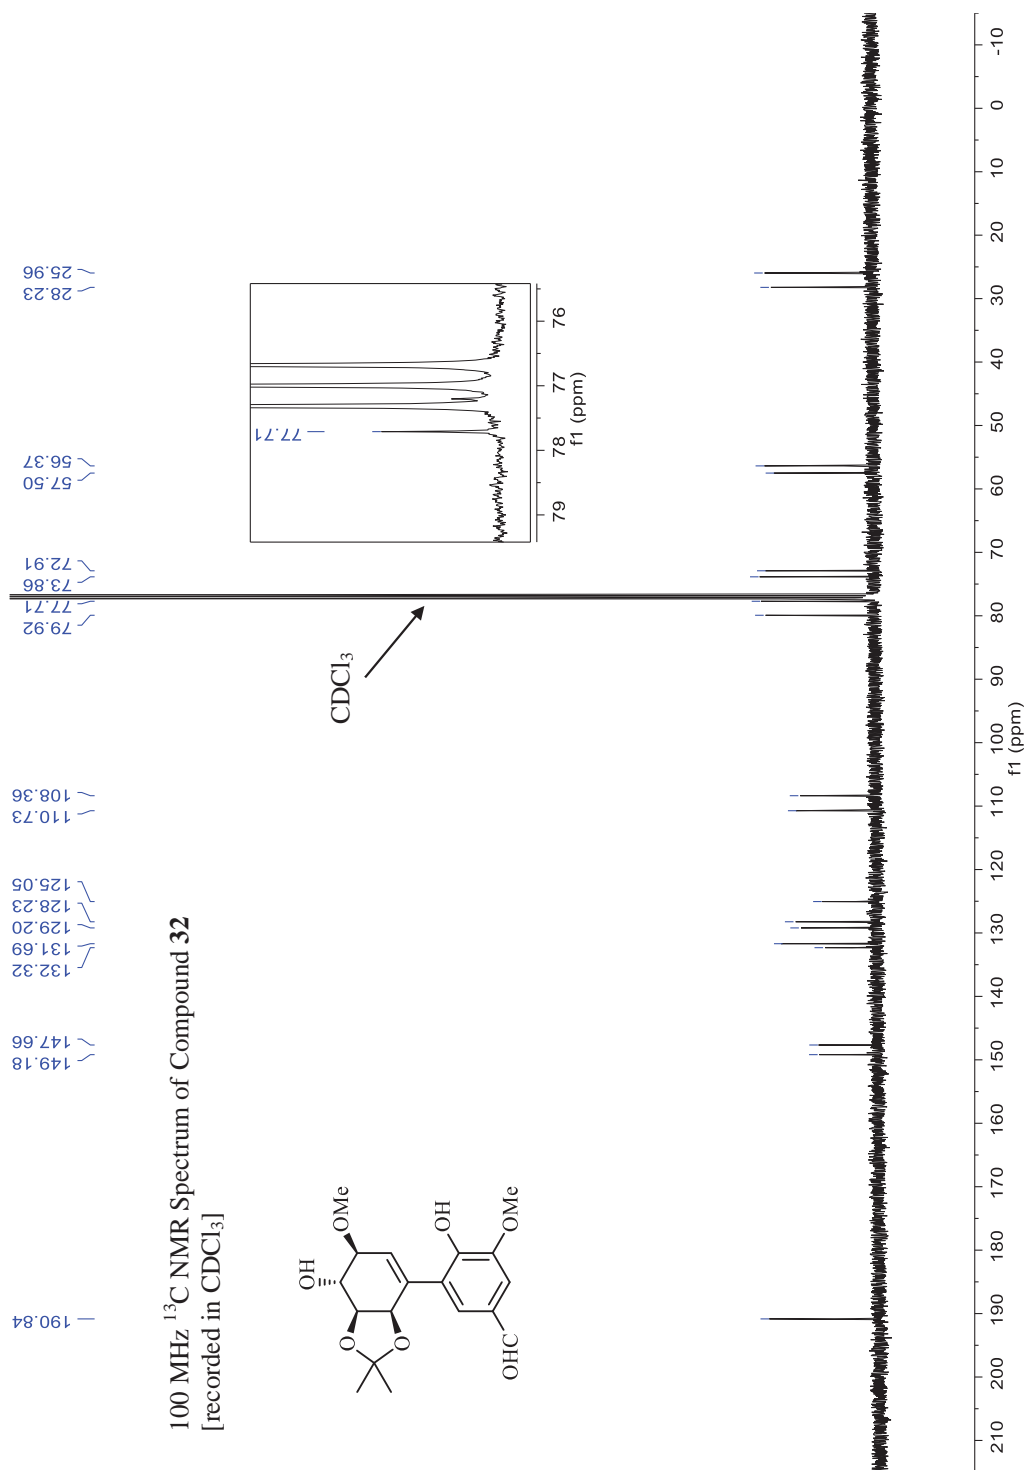 100 MHz ¹³C NMR Spectrum of Compound 32
[recorded in CDCl₃]
190.84
149.18
147.66
132.32
131.69
129.20
128.23
125.05
110.73
108.36
79.92
77.71
73.86
72.91
57.50
56.37
28.23
25.96
OH
OMe
O
O
OH
OMe
OHC
CDCl₃
77.71
79 78 77 76
f1 (ppm)
210 200 190 180 170 160 150 140 130 120 110 100 90 80 70 60 50 40 30 20 10 0 -10
f1 (ppm)